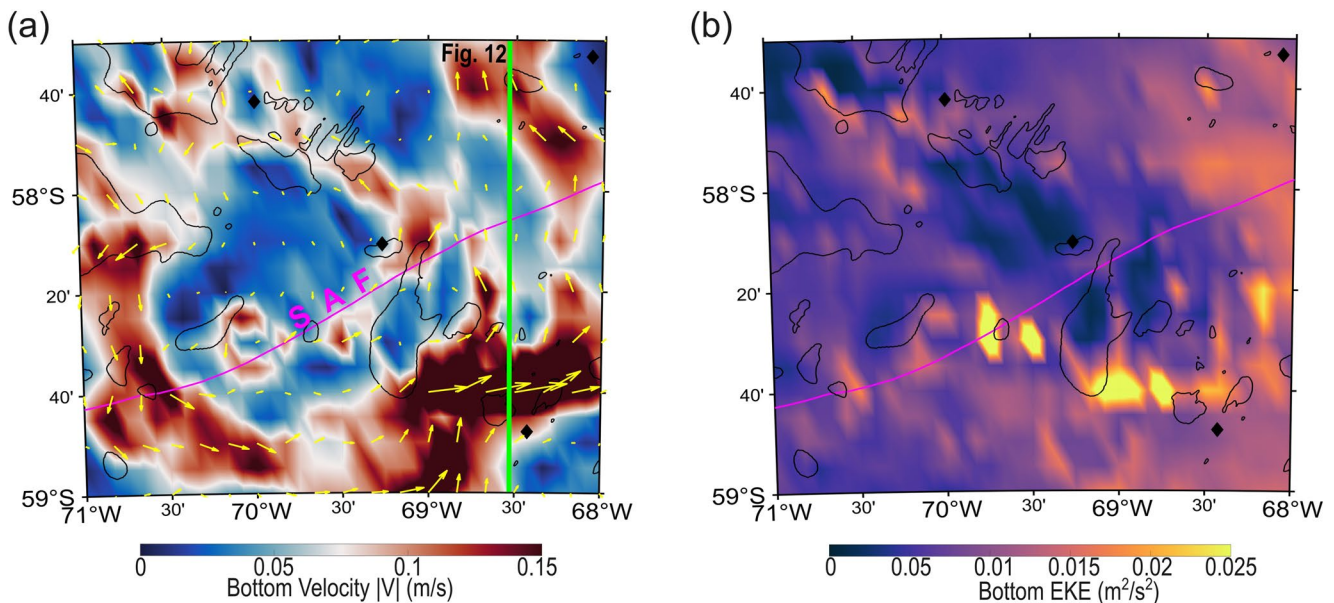 (a)
(b)
Fig. 12
40'
58°S
20'
40'
59°S
S A F
71°W 30' 70°W 30' 69°W 30' 68°W
0 0.05 0.1 0.15
Bottom Velocity |V| (m/s)
40'
58°S
20'
40'
59°S
71°W 30' 70°W 30' 69°W 30' 68°W
0 0.05 0.01 0.015 0.02 0.025
Bottom EKE (m²/s²)